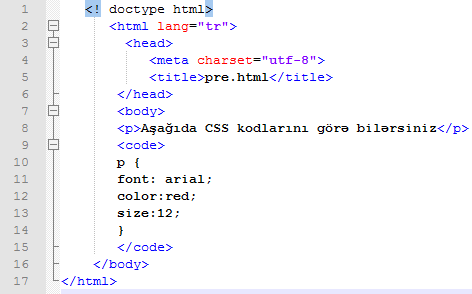 1 <! doctype html>
2 <html lang="tr">
3 <head>
4 <meta charset="utf-8">
5 <title>pre.html</title>
6 </head>
7 <body>
8 <p>Aşağıda CSS kodlarını görə bilərsiniz</p>
9 <code>
10 p {
11 font: arial;
12 color:red;
13 size:12;
14 }
15 </code>
16 </body>
17 </html>